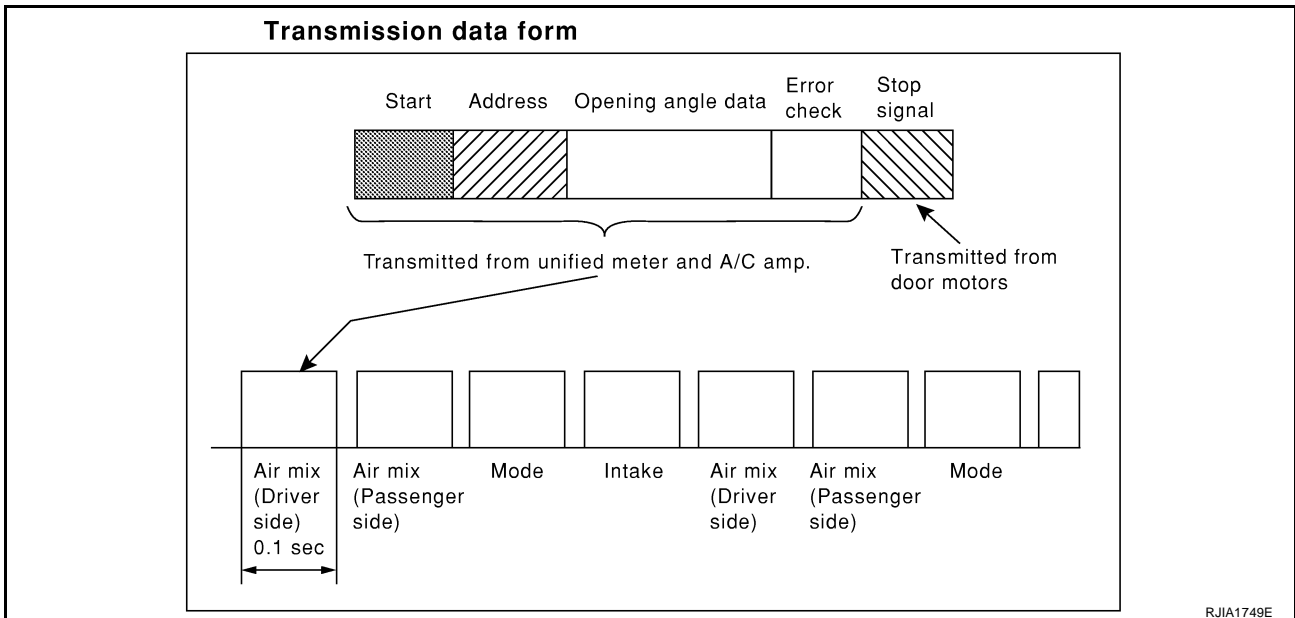 Transmission data form
Start
Address
Opening angle data
Error
check
Stop
signal
Transmitted from unified meter and A/C amp.
Transmitted from
door motors
Air mix
(Driver
side)
0.1 sec
Air mix
(Passenger
side)
Mode
Intake
Air mix
(Driver
side)
Air mix
(Passenger
side)
Mode
RJIA1749E